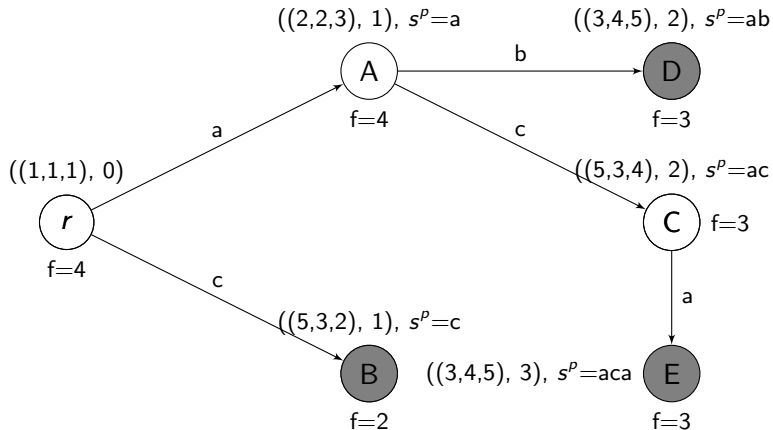 ((2,2,3), 1), s^p=a
((3,4,5), 2), s^p=ab
A
b
D
f=4
f=3
a
c
((1,1,1), 0)
((5,3,4), 2), s^p=ac
r
C
f=3
f=4
c
a
((5,3,2), 1), s^p=c
B
((3,4,5), 3), s^p=aca
E
f=2
f=3